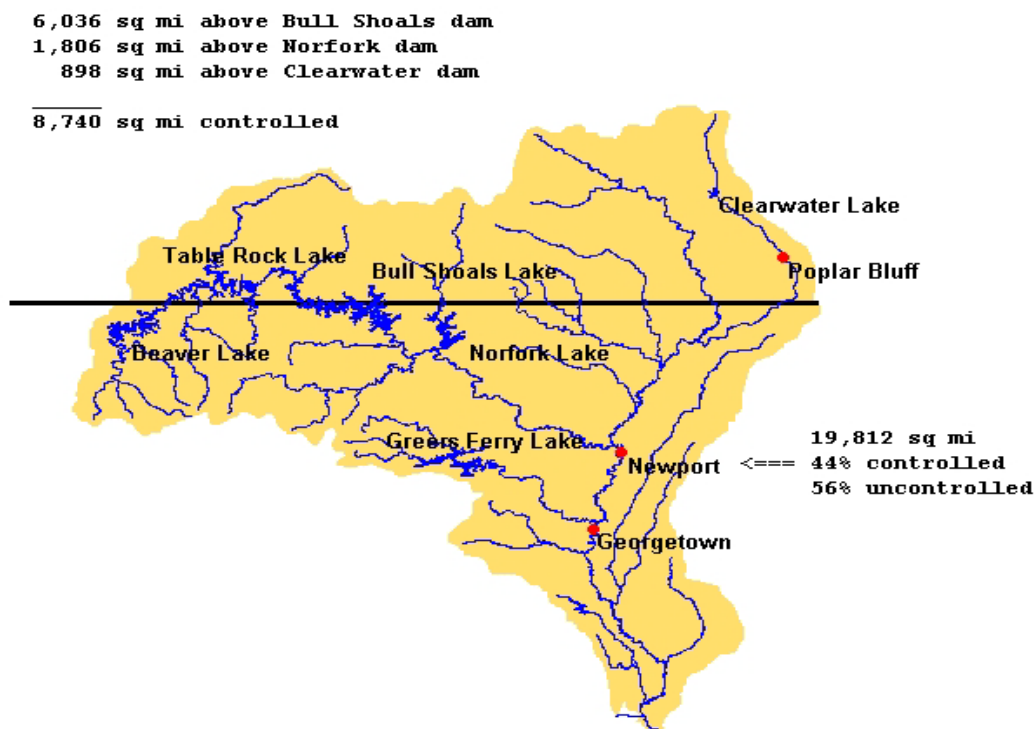 6,036 sq mi above Bull Shoals dam
1,806 sq mi above Norfork dam
898 sq mi above Clearwater dam
8,740 sq mi controlled
Clearwater Lake
Table Rock Lake
Bull Shoals Lake
Poplar Bluff
Beaver Lake
Norfork Lake
Greers Ferry Lake
19,812 sq mi
Newport <=== 44% controlled
56% uncontrolled
Georgetown